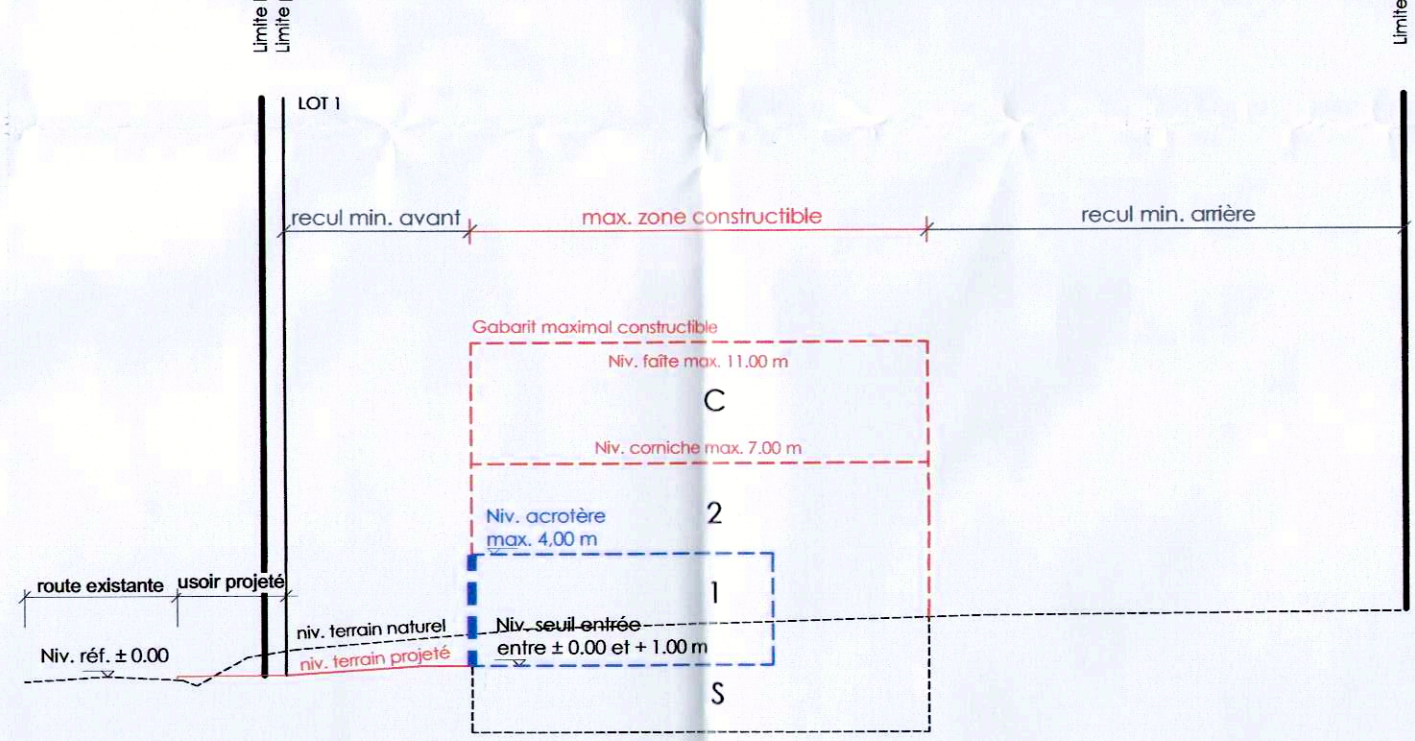 Limite
Limite
Limite
LOT 1
recul min. avant
max. zone constructible
recul min. arrière
Gabarit maximal constructible
Niv. faîte max. 11.00 m
C
Niv. corniche max. 7.00 m
2
Niv. acrotère
max. 4,00 m
route existante
usoir projeté
1
niv. terrain naturel
Niv. seuil entrée
entre ± 0.00 et + 1.00 m
Niv. réf. ± 0.00
niv. terrain projeté
S